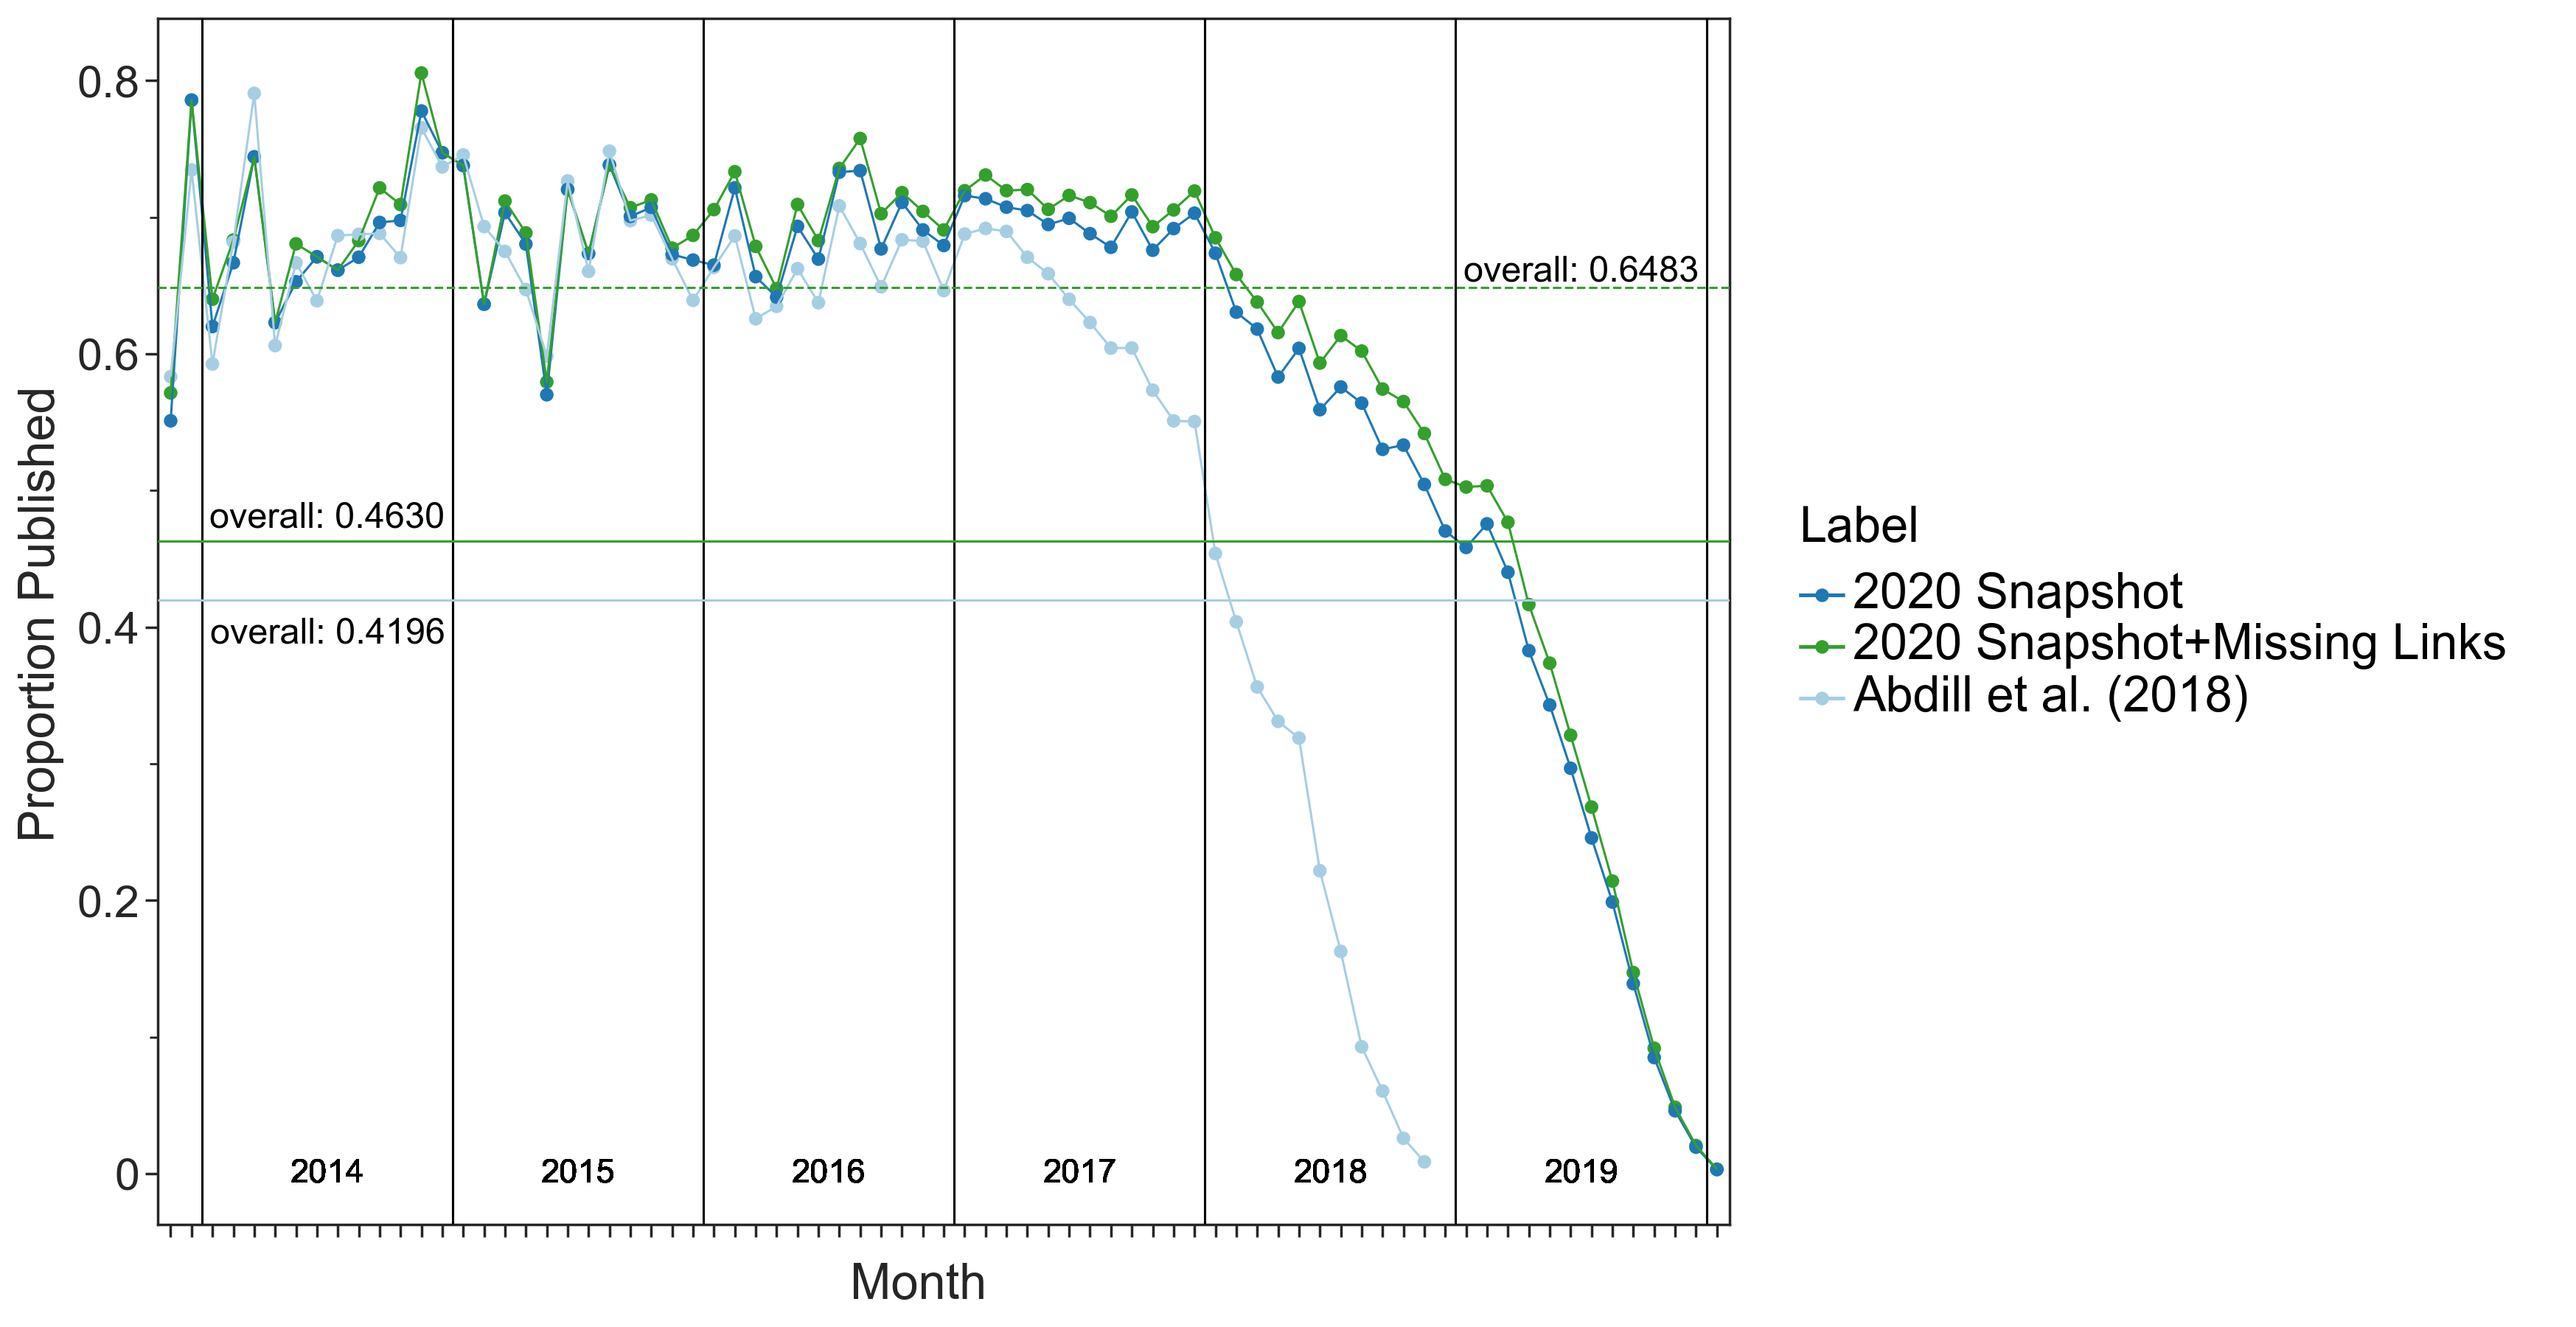 Proportion Published
0.8
0.6
0.4
0.2
0
overall: 0.6483
overall: 0.4630
overall: 0.4196
2014
2015
2016
2017
2018
2019
Month
Label
2020 Snapshot
2020 Snapshot+Missing Links
Abdill et al. (2018)